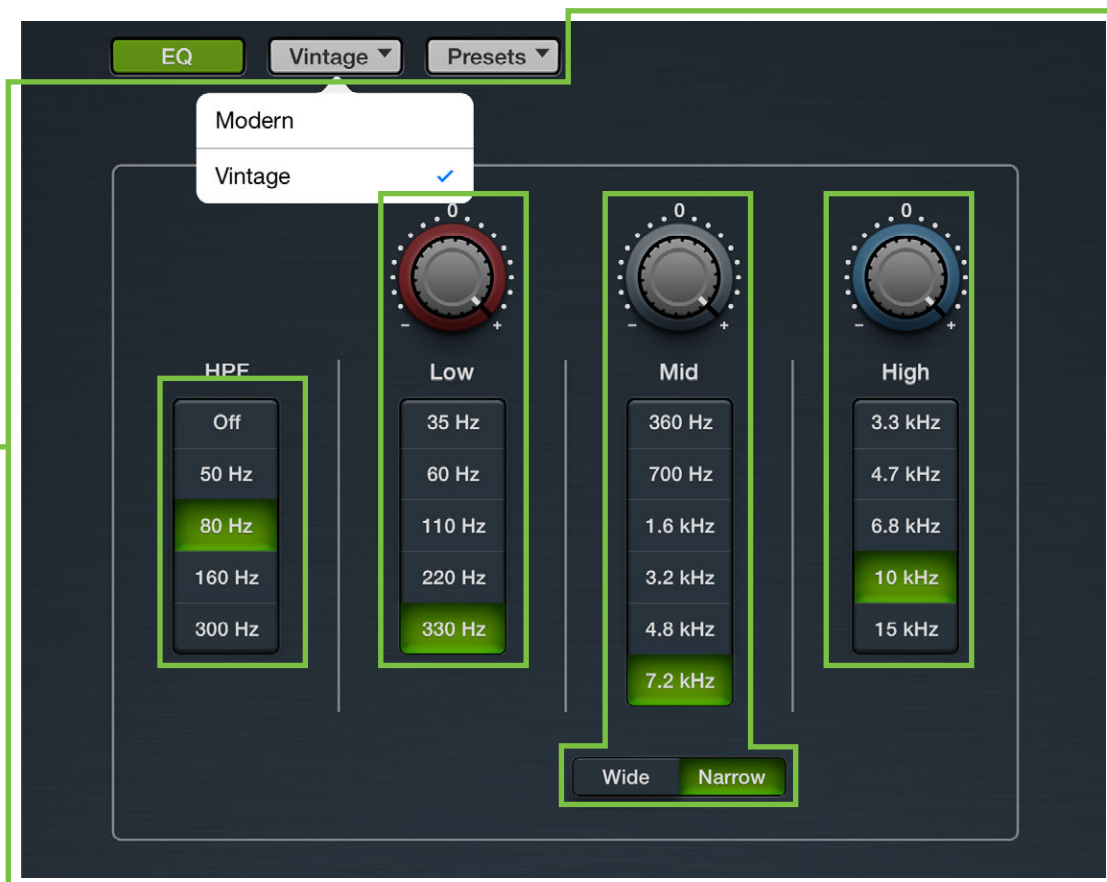 EQ Vintage Presets
Modern
Vintage
0 0 0
- + - + - +
HPF Low Mid High
Off 35 Hz 360 Hz 3.3 kHz
50 Hz 60 Hz 700 Hz 4.7 kHz
80 Hz 110 Hz 1.6 kHz 6.8 kHz
160 Hz 220 Hz 3.2 kHz 10 kHz
300 Hz 330 Hz 4.8 kHz 15 kHz
7.2 kHz
Wide Narrow